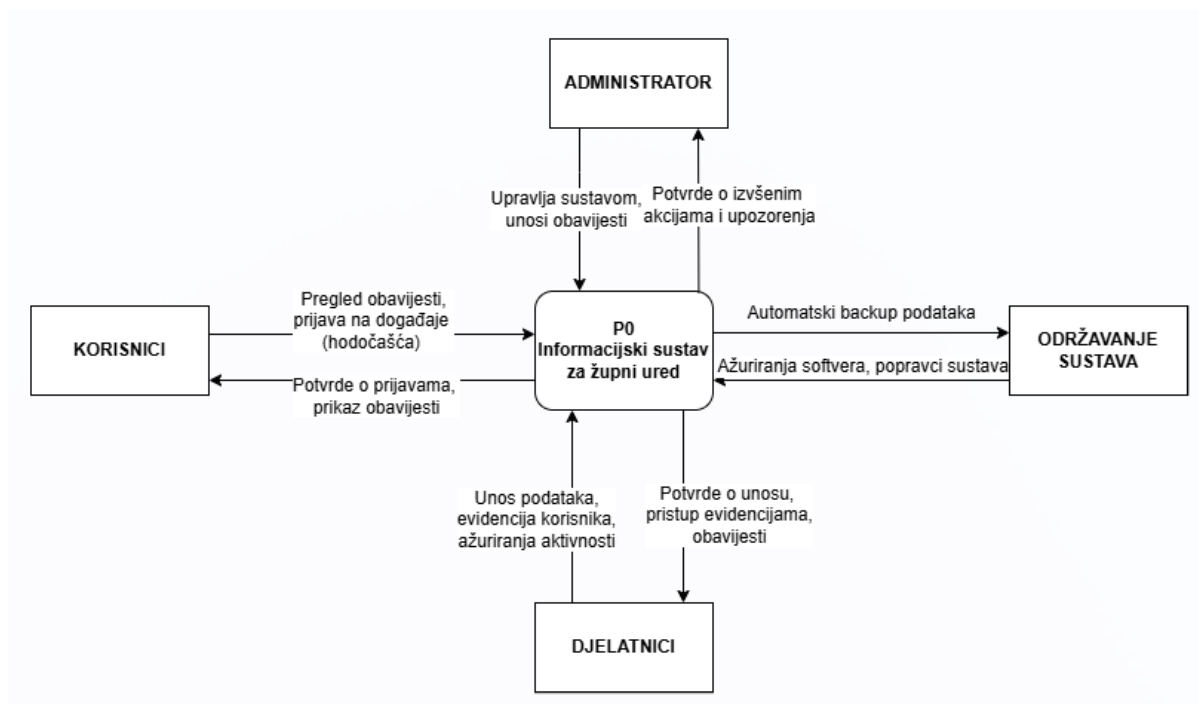 ADMINISTRATOR
Upravlja sustavom,
unosi obavijesti
Potvrde o izvšenim
akcijama i upozorenja
Pregled obavijesti,
prijava na događaje
(hodočašća)
KORISNICI
Potvrde o prijavama,
prikaz obavijesti
P0
Informacijski sustav
za župni ured
Automatski backup podataka
Ažuriranja softvera, popravci sustava
ODRŽAVANJE
SUSTAVA
Unos podataka,
evidencija korisnika,
ažuriranja aktivnosti
Potvrde o unosu,
pristup evidencijama,
obavijesti
DJELATNICI